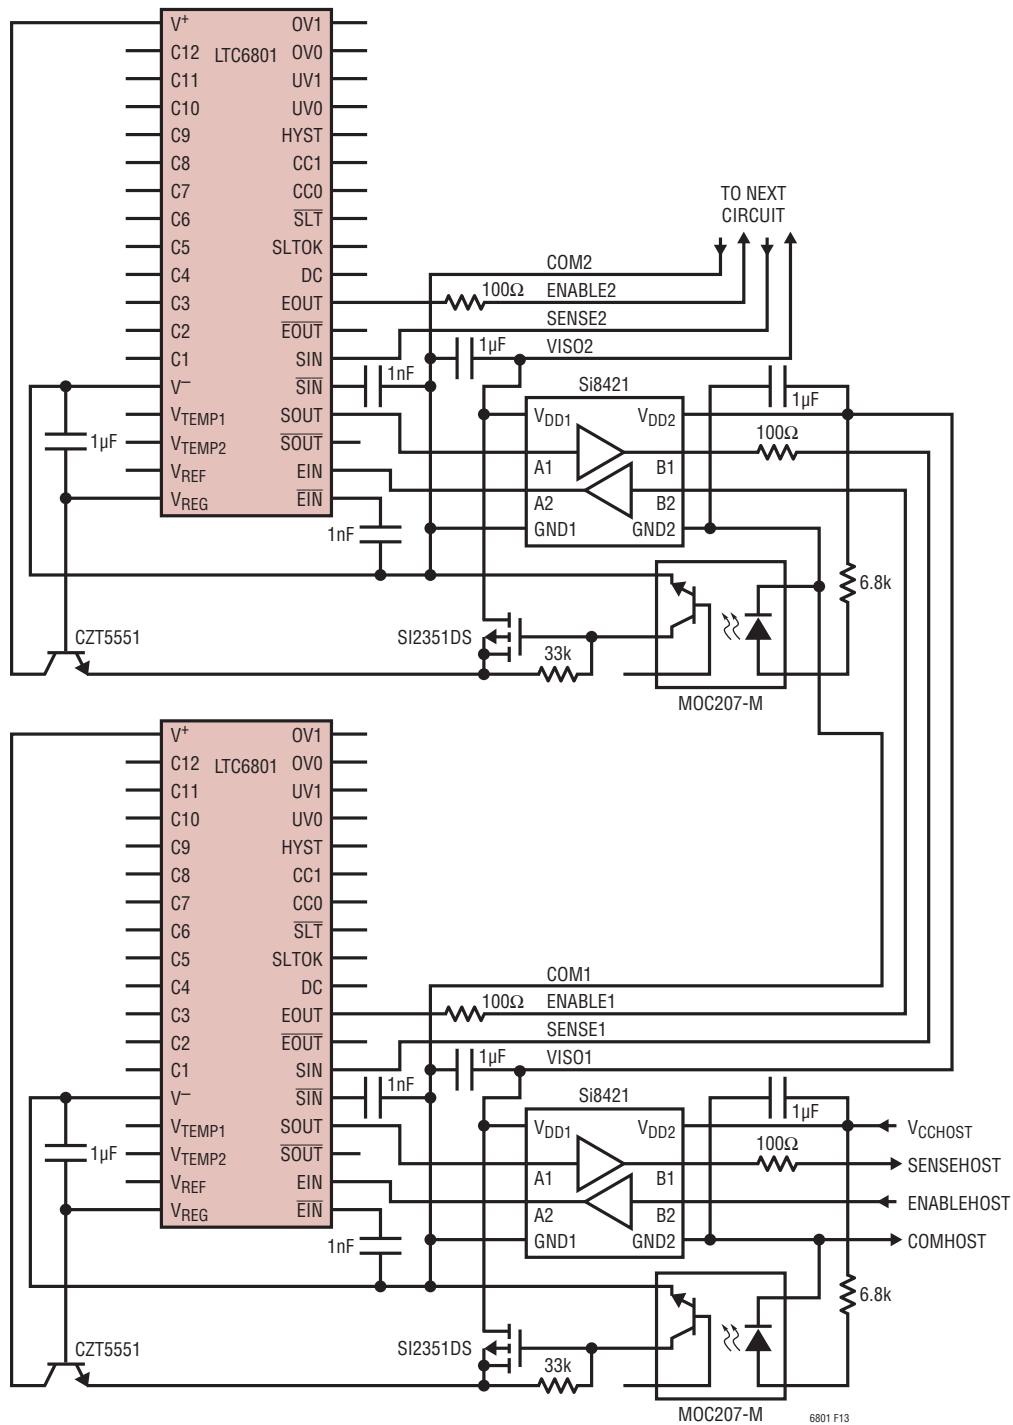 V+ OV1
C12 LTC6801 OV0
C11 UV1
C10 UV0
C9 HYST
C8 CC1
C7 CC0
C6 SLT
C5 SLTOK
C4 DC
C3 EOUT
C2 EOUT
C1 SIN
V– SIN
VTEMP1 SOUT
VTEMP2 SOUT
VREF EIN
VREG EIN
TO NEXT
CIRCUIT
COM2
100Ω ENABLE2
SENSE2
1µF VISO2
1nF
Si8421
1µF
VDD1 VDD2
100Ω
A1 B1
A2 B2
GND1 GND2
1µF
1nF
6.8k
CZT5551
SI2351DS
33k
MOC207-M
V+ OV1
C12 LTC6801 OV0
C11 UV1
C10 UV0
C9 HYST
C8 CC1
C7 CC0
C6 SLT
C5 SLTOK
C4 DC
C3 EOUT
C2 EOUT
C1 SIN
V– SIN
VTEMP1 SOUT
VTEMP2 SOUT
VREF EIN
VREG EIN
COM1
100Ω ENABLE1
SENSE1
1µF VISO1
1nF
Si8421
1µF
VDD1 VDD2
VCCHOST
100Ω
SENSEHOST
A1 B1
ENABLEHOST
A2 B2
GND1 GND2
COMHOST
1µF
1nF
6.8k
CZT5551
SI2351DS
33k
MOC207-M
6801 F13